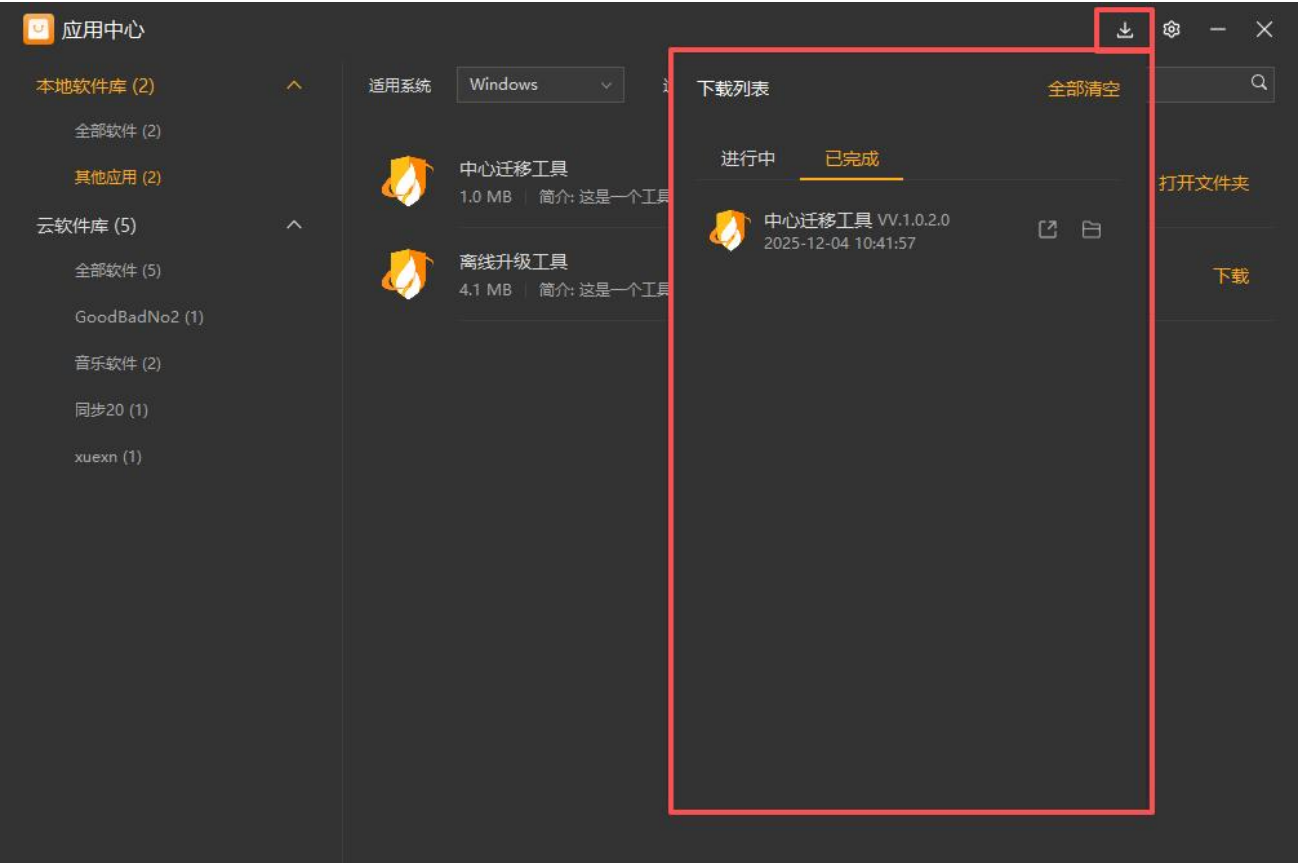 应用中心
本地软件库 (2)
全部软件 (2)
其他应用 (2)
云软件库 (5)
全部软件 (5)
GoodBadNo2 (1)
音乐软件 (2)
同步20 (1)
xuexn (1)
适用系统 Windows
中心迁移工具
1.0 MB 简介: 这是一个工具
打开文件夹
离线升级工具
4.1 MB 简介: 这是一个工具
下载
下载列表 全部清空
进行中 已完成
中心迁移工具 VV.1.0.2.0
2025-12-04 10:41:57